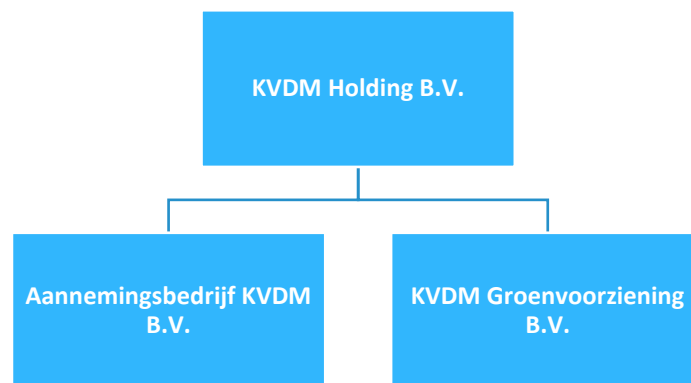 KVDM Holding B.V.
Aannemingsbedrijf KVDM
B.V.
KVDM Groenvoorziening
B.V.